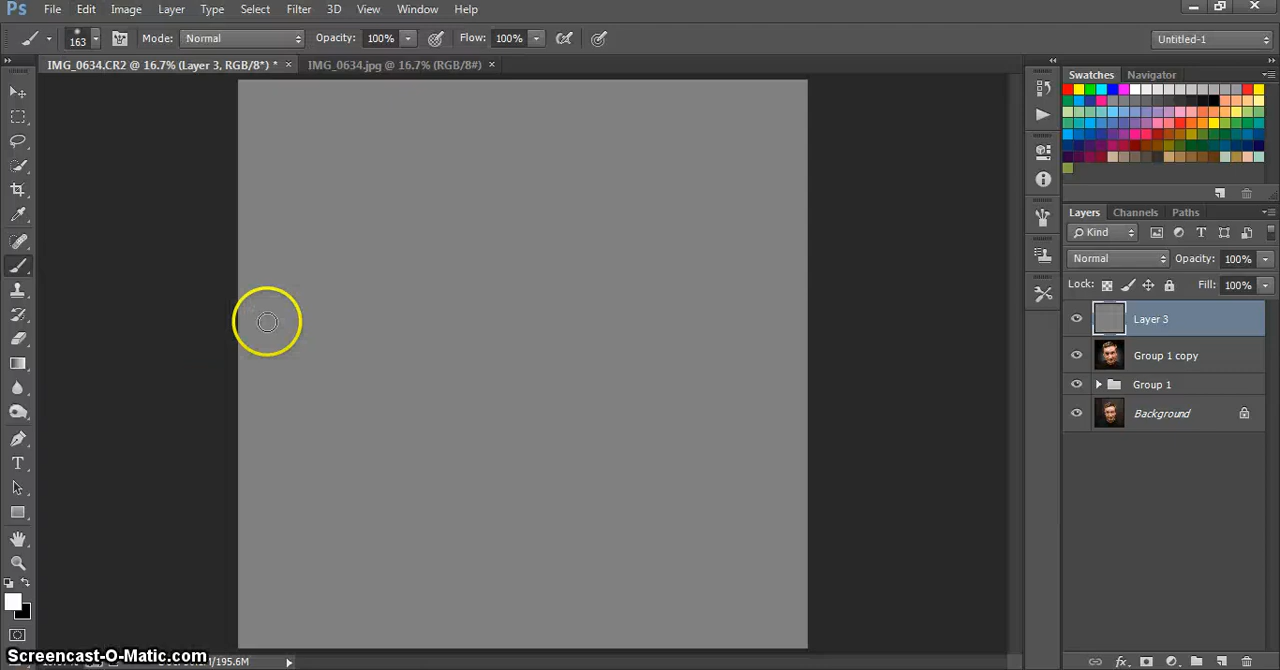 Ps File Edit Image Layer Type Select Filter 3D View Window Help
163 Mode: Normal Opacity: 100% Flow: 100% Untitled-1
IMG_0634.CR2 @ 16.7% (Layer 3, RGB/8*) * × IMG_0634.jpg @ 16.7% (RGB/8#) ×
Swatches Navigator
Layers Channels Paths
Kind T
Normal Opacity: 100%
Lock: Fill: 100%
Layer 3
Group 1 copy
Group 1
Background
fx
T
Screencast-O-Matic.com /195.6M